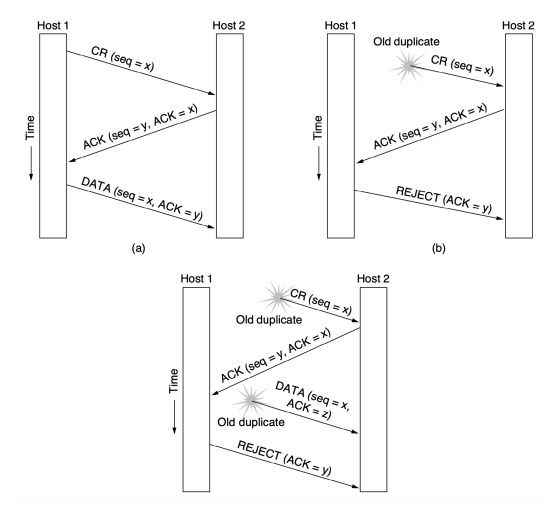 Host 1
Host 2
CR (seq = x)
ACK (seq = y, ACK = x)
DATA (seq = x, ACK = y)
Time
(a)
Host 1
Host 2
Old duplicate
CR (seq = x)
ACK (seq = y, ACK = x)
REJECT (ACK = y)
Time
(b)
Host 1
Host 2
CR (seq = x)
Old duplicate
ACK (seq = y, ACK = x)
DATA (seq = x,
ACK = z)
Old duplicate
REJECT (ACK = y)
Time